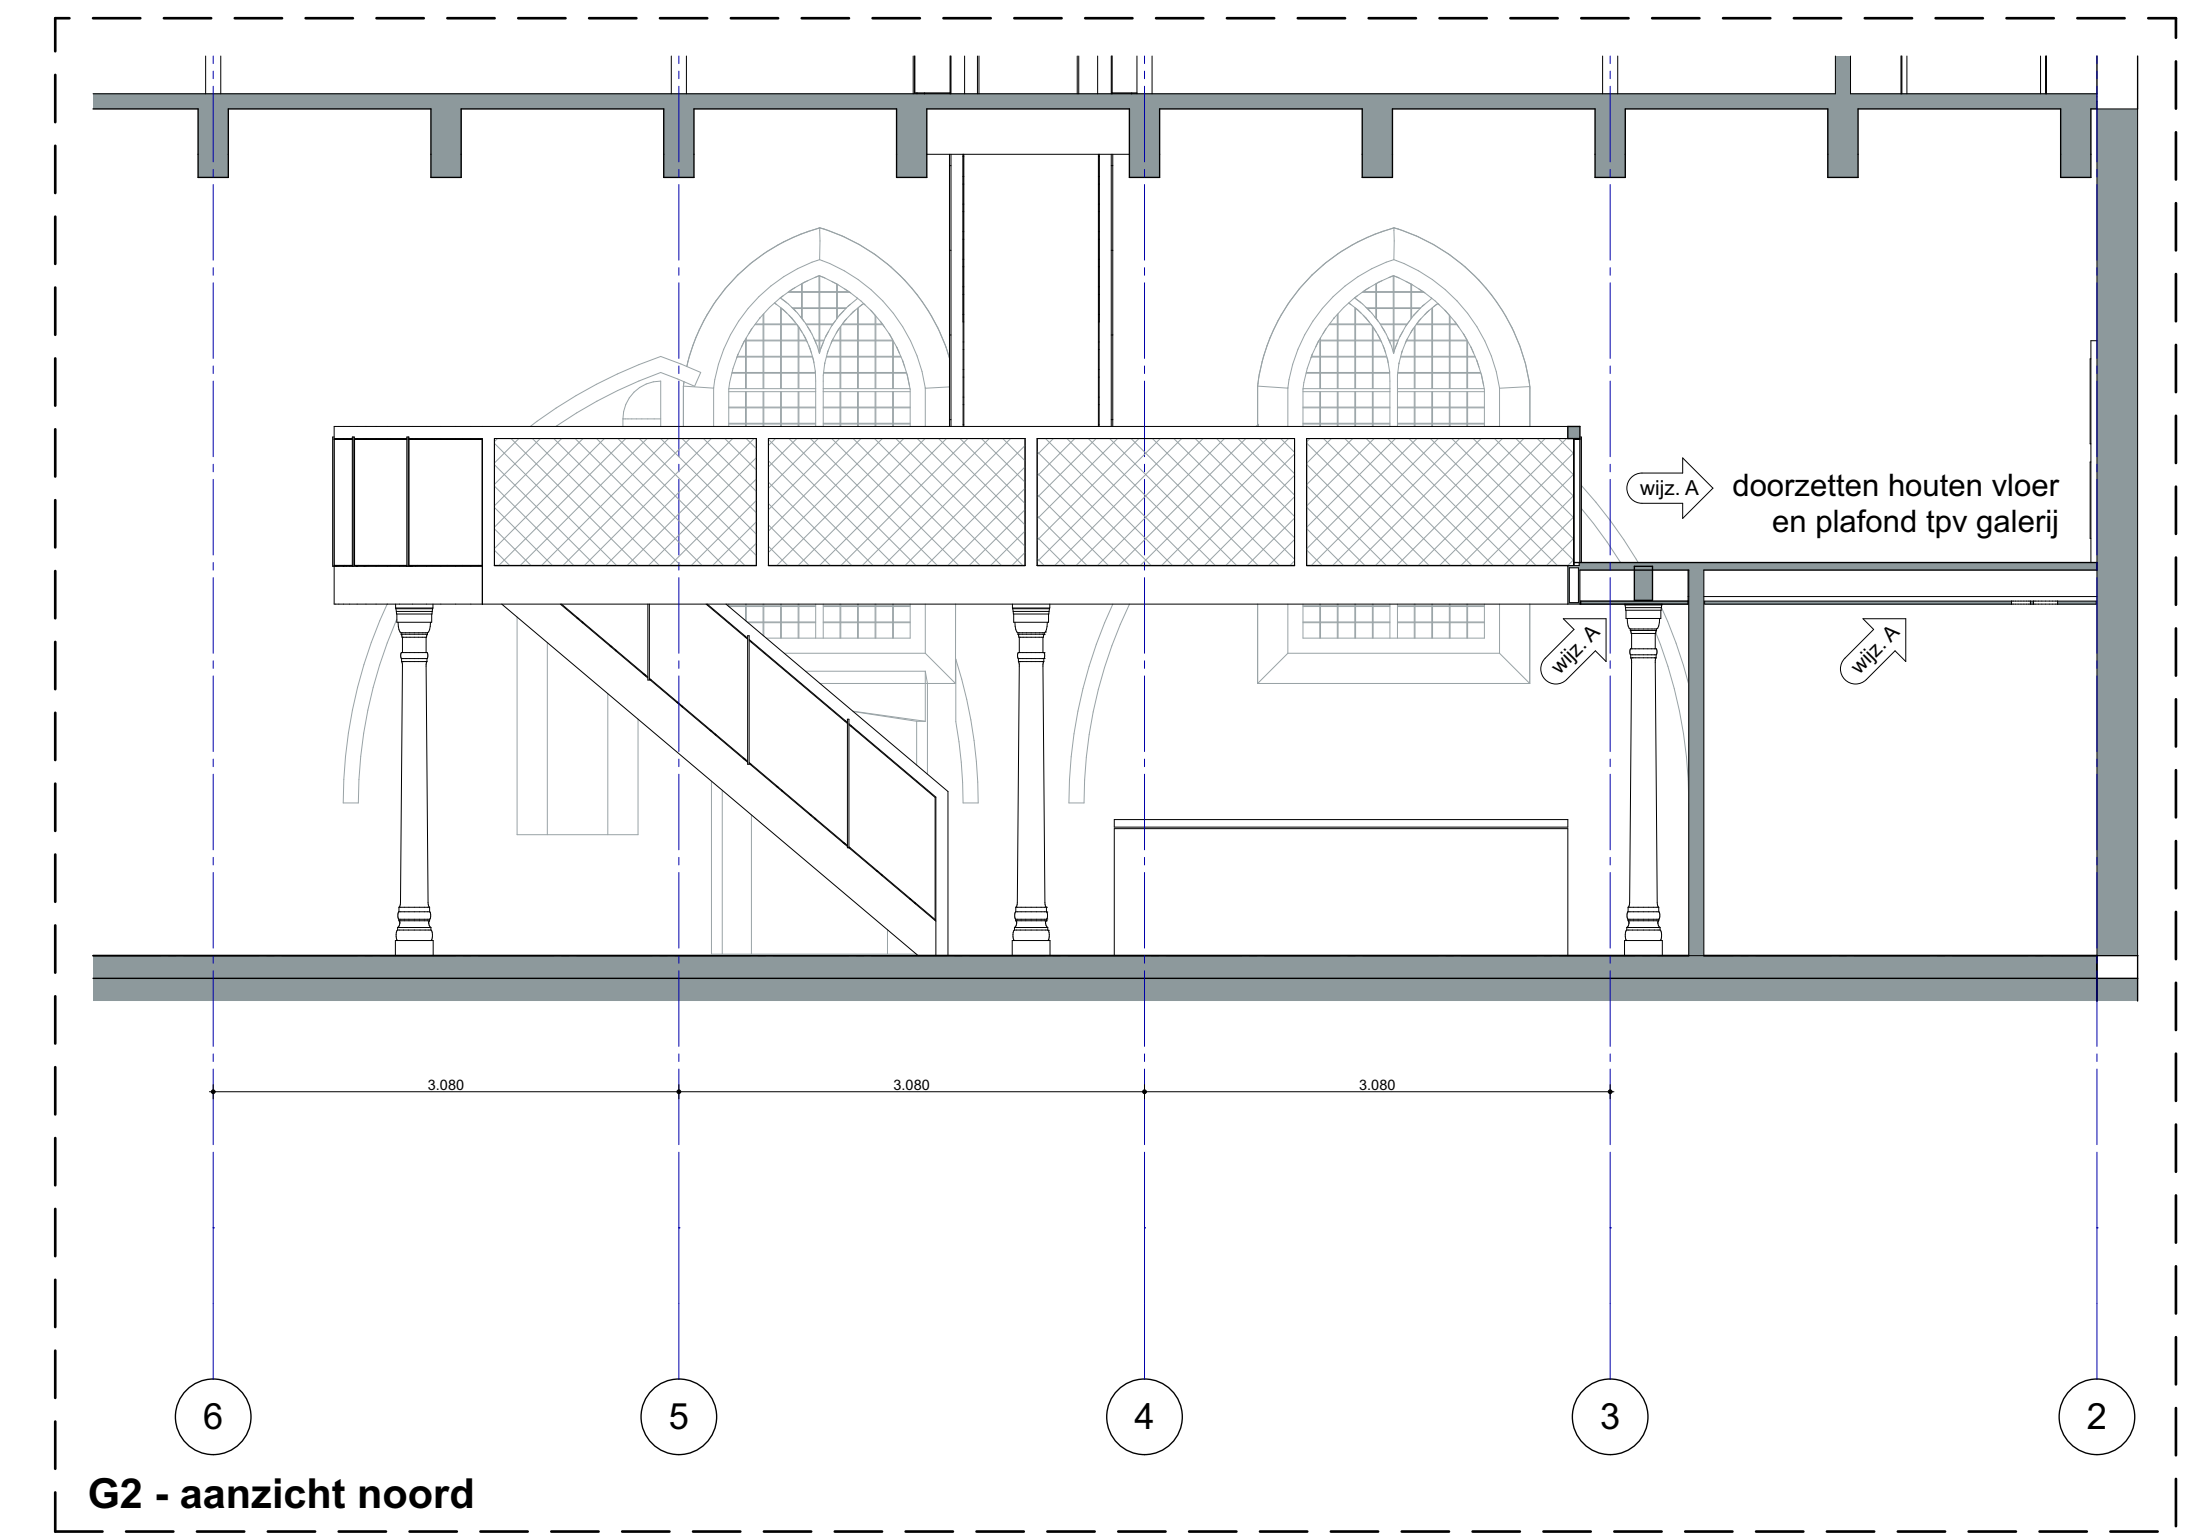 wijz. A
doorzetten houten vloer
en plafond tpv galerij
wijz. A
wijz. A
3.080
3.080
3.080
6
5
4
3
2
G2 - aanzicht noord